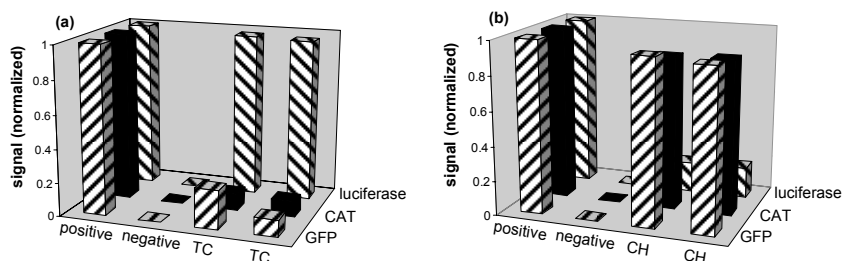 (a)
signal (normalized)
1
0.8
0.6
0.4
0.2
0
positive
negative
TC
TC
luciferase
CAT
GFP
(b)
signal (normalized)
1
0.8
0.6
0.4
0.2
0
positive
negative
CH
CH
luciferase
CAT
GFP